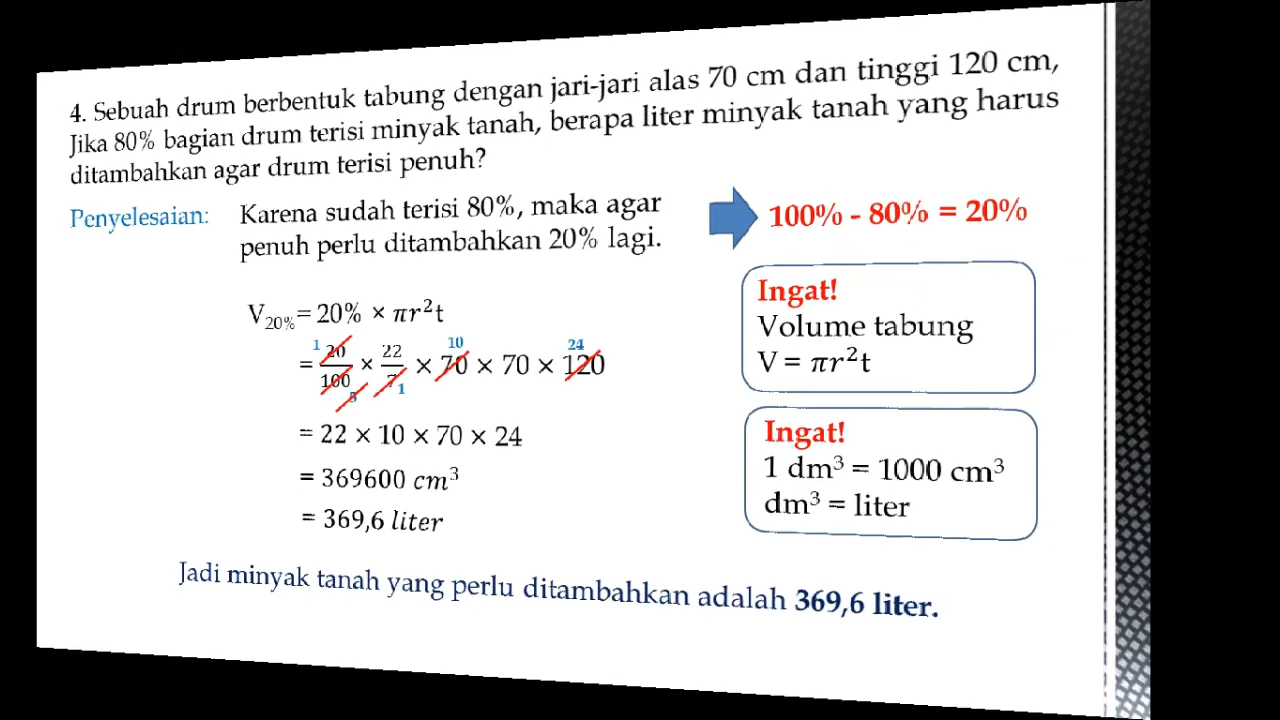 4. Sebuah drum berbentuk tabung dengan jari-jari alas 70 cm dan tinggi 120 cm,
Jika 80% bagian drum terisi minyak tanah, berapa liter minyak tanah yang harus
ditambahkan agar drum terisi penuh?
Penyelesaian:
Karena sudah terisi 80%, maka agar
penuh perlu ditambahkan 20% lagi.
100% - 80% = 20%
V20% = 20% × πr²t
= 20/100 × 22/7 × 70 × 70 × 120
1 5 1 10 24
= 22 × 10 × 70 × 24
= 369600 cm³
= 369,6 liter
Ingat!
Volume tabung
V = πr²t
Ingat!
1 dm³ = 1000 cm³
dm³ = liter
Jadi minyak tanah yang perlu ditambahkan adalah 369,6 liter.